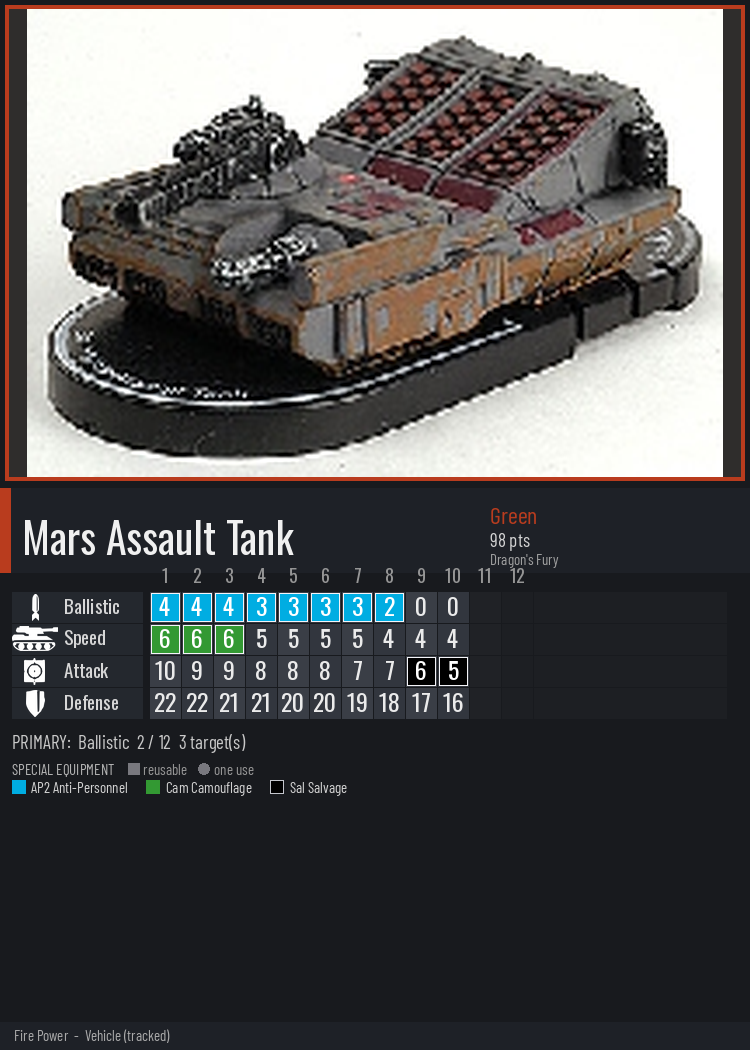 Mars Assault Tank
Green
98 pts
Dragon's Fury
1 2 3 4 5 6 7 8 9 10 11 12
Ballistic 4 4 4 3 3 3 3 2 0 0
Speed 6 6 6 5 5 5 5 4 4 4
Attack 10 9 9 8 8 8 7 7 6 5
Defense 22 22 21 21 20 20 19 18 17 16
PRIMARY: Ballistic 2 / 12 3 target(s)
SPECIAL EQUIPMENT reusable one use
AP2 Anti-Personnel Cam Camouflage Sal Salvage
Fire Power - Vehicle (tracked)